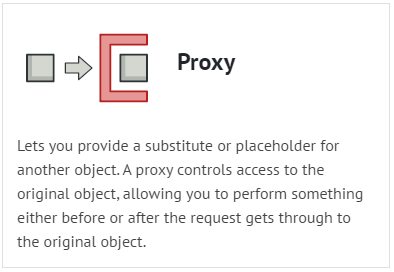 Proxy
Lets you provide a substitute or placeholder for
another object. A proxy controls access to the
original object, allowing you to perform something
either before or after the request gets through to
the original object.